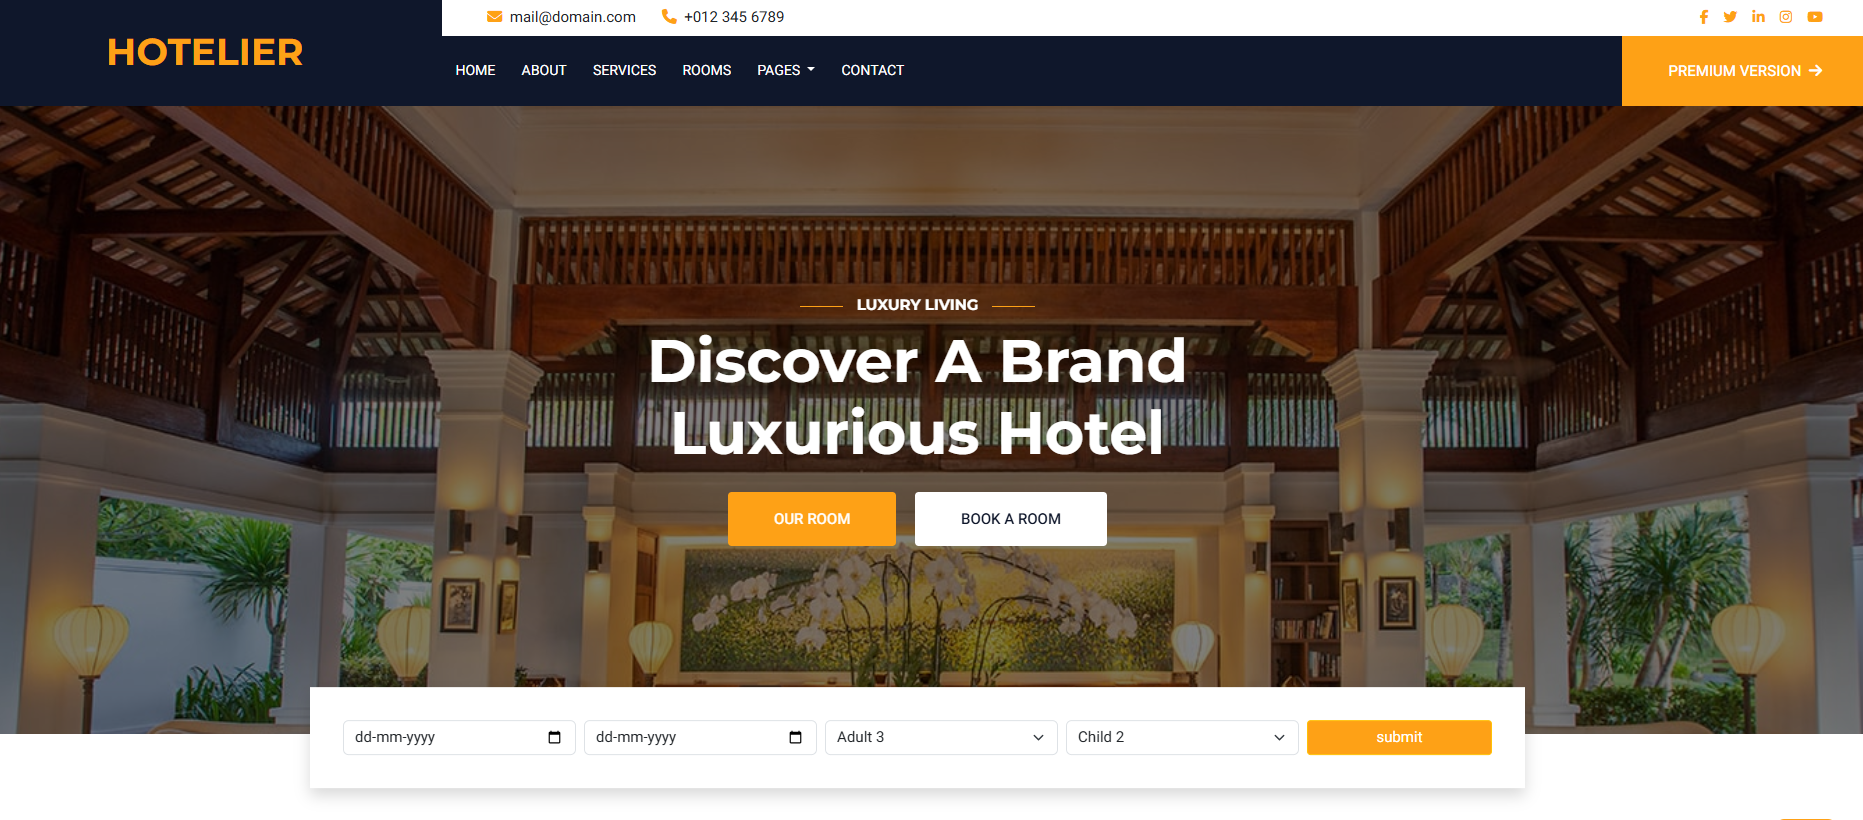 HOTELIER
mail@domain.com +012 345 6789
HOME ABOUT SERVICES ROOMS PAGES CONTACT
PREMIUM VERSION
LUXURY LIVING
Discover A Brand
Luxurious Hotel
OUR ROOM BOOK A ROOM
dd-mm-yyyy dd-mm-yyyy Adult 3 Child 2 submit